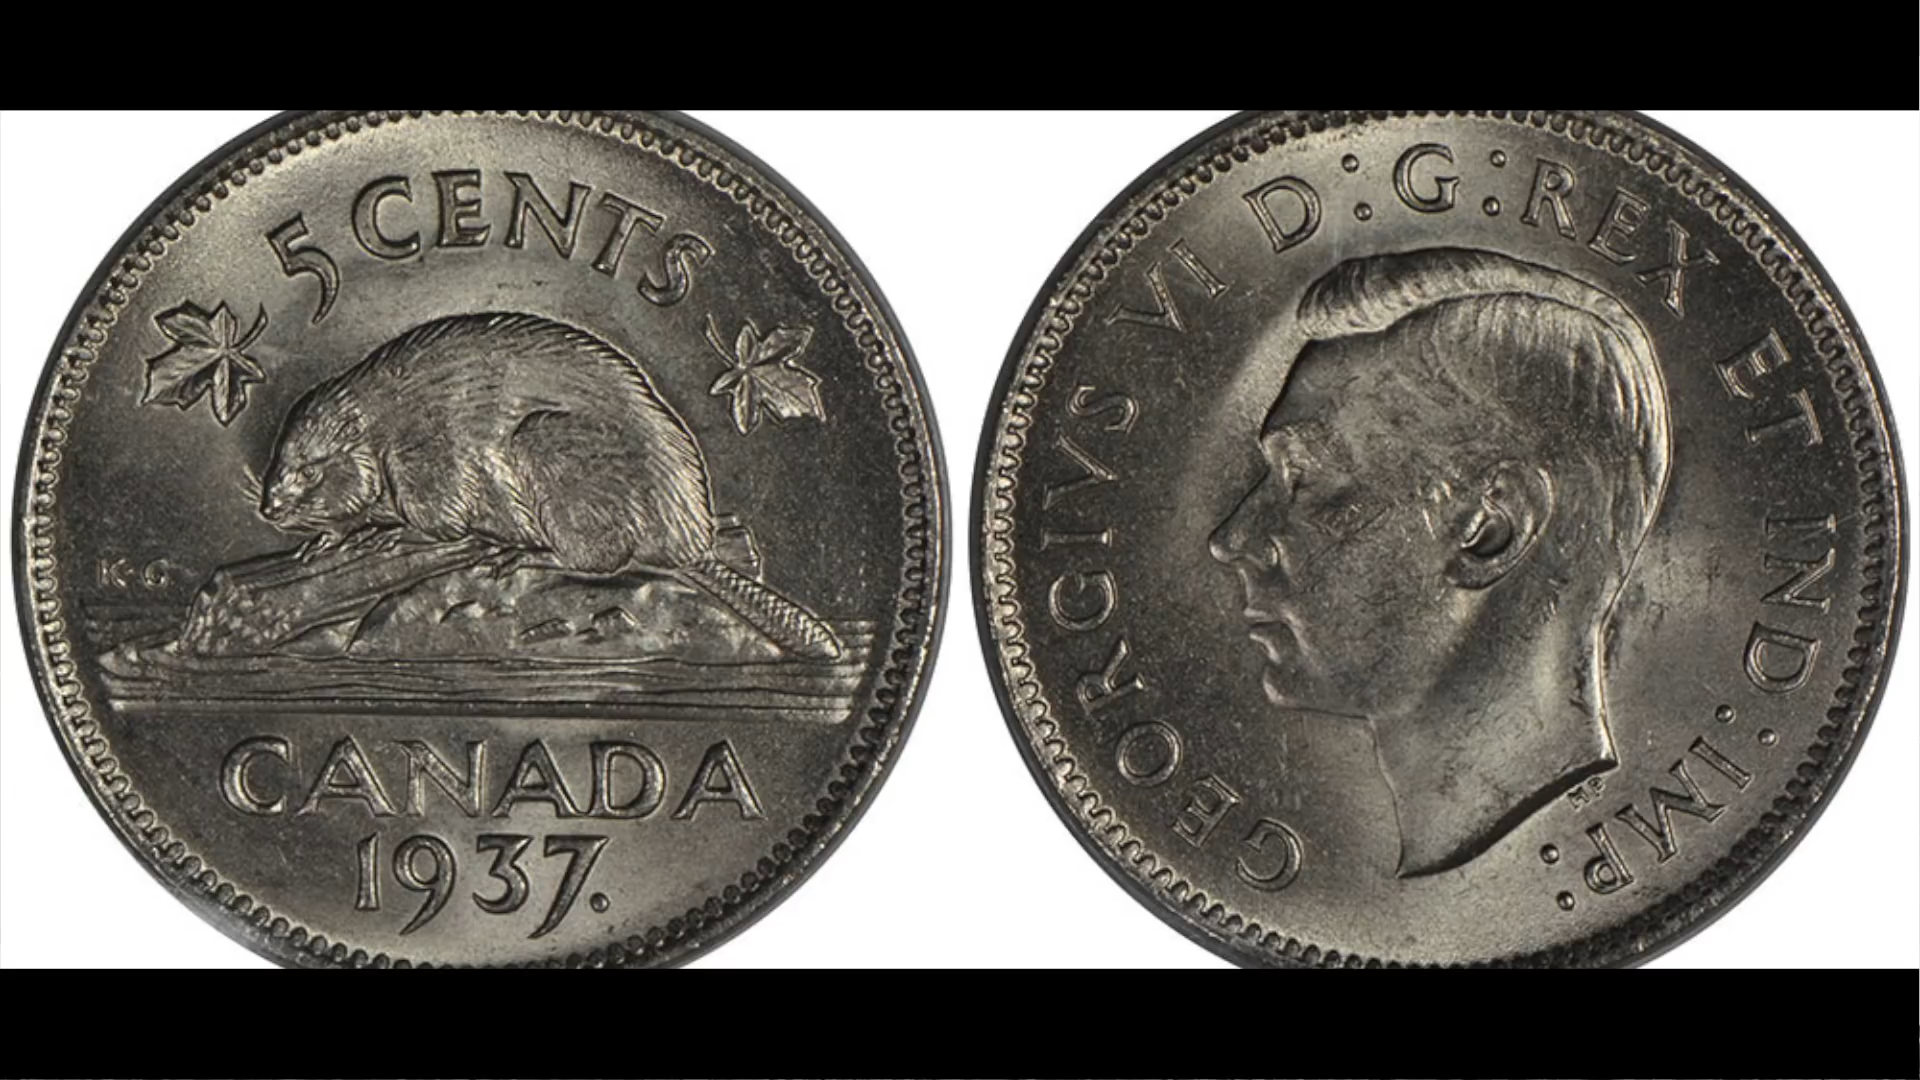 5 CENTS
K·G
CANADA
1937.
GEORGIVS VI D:G:REX ET IND:IMP:
HP